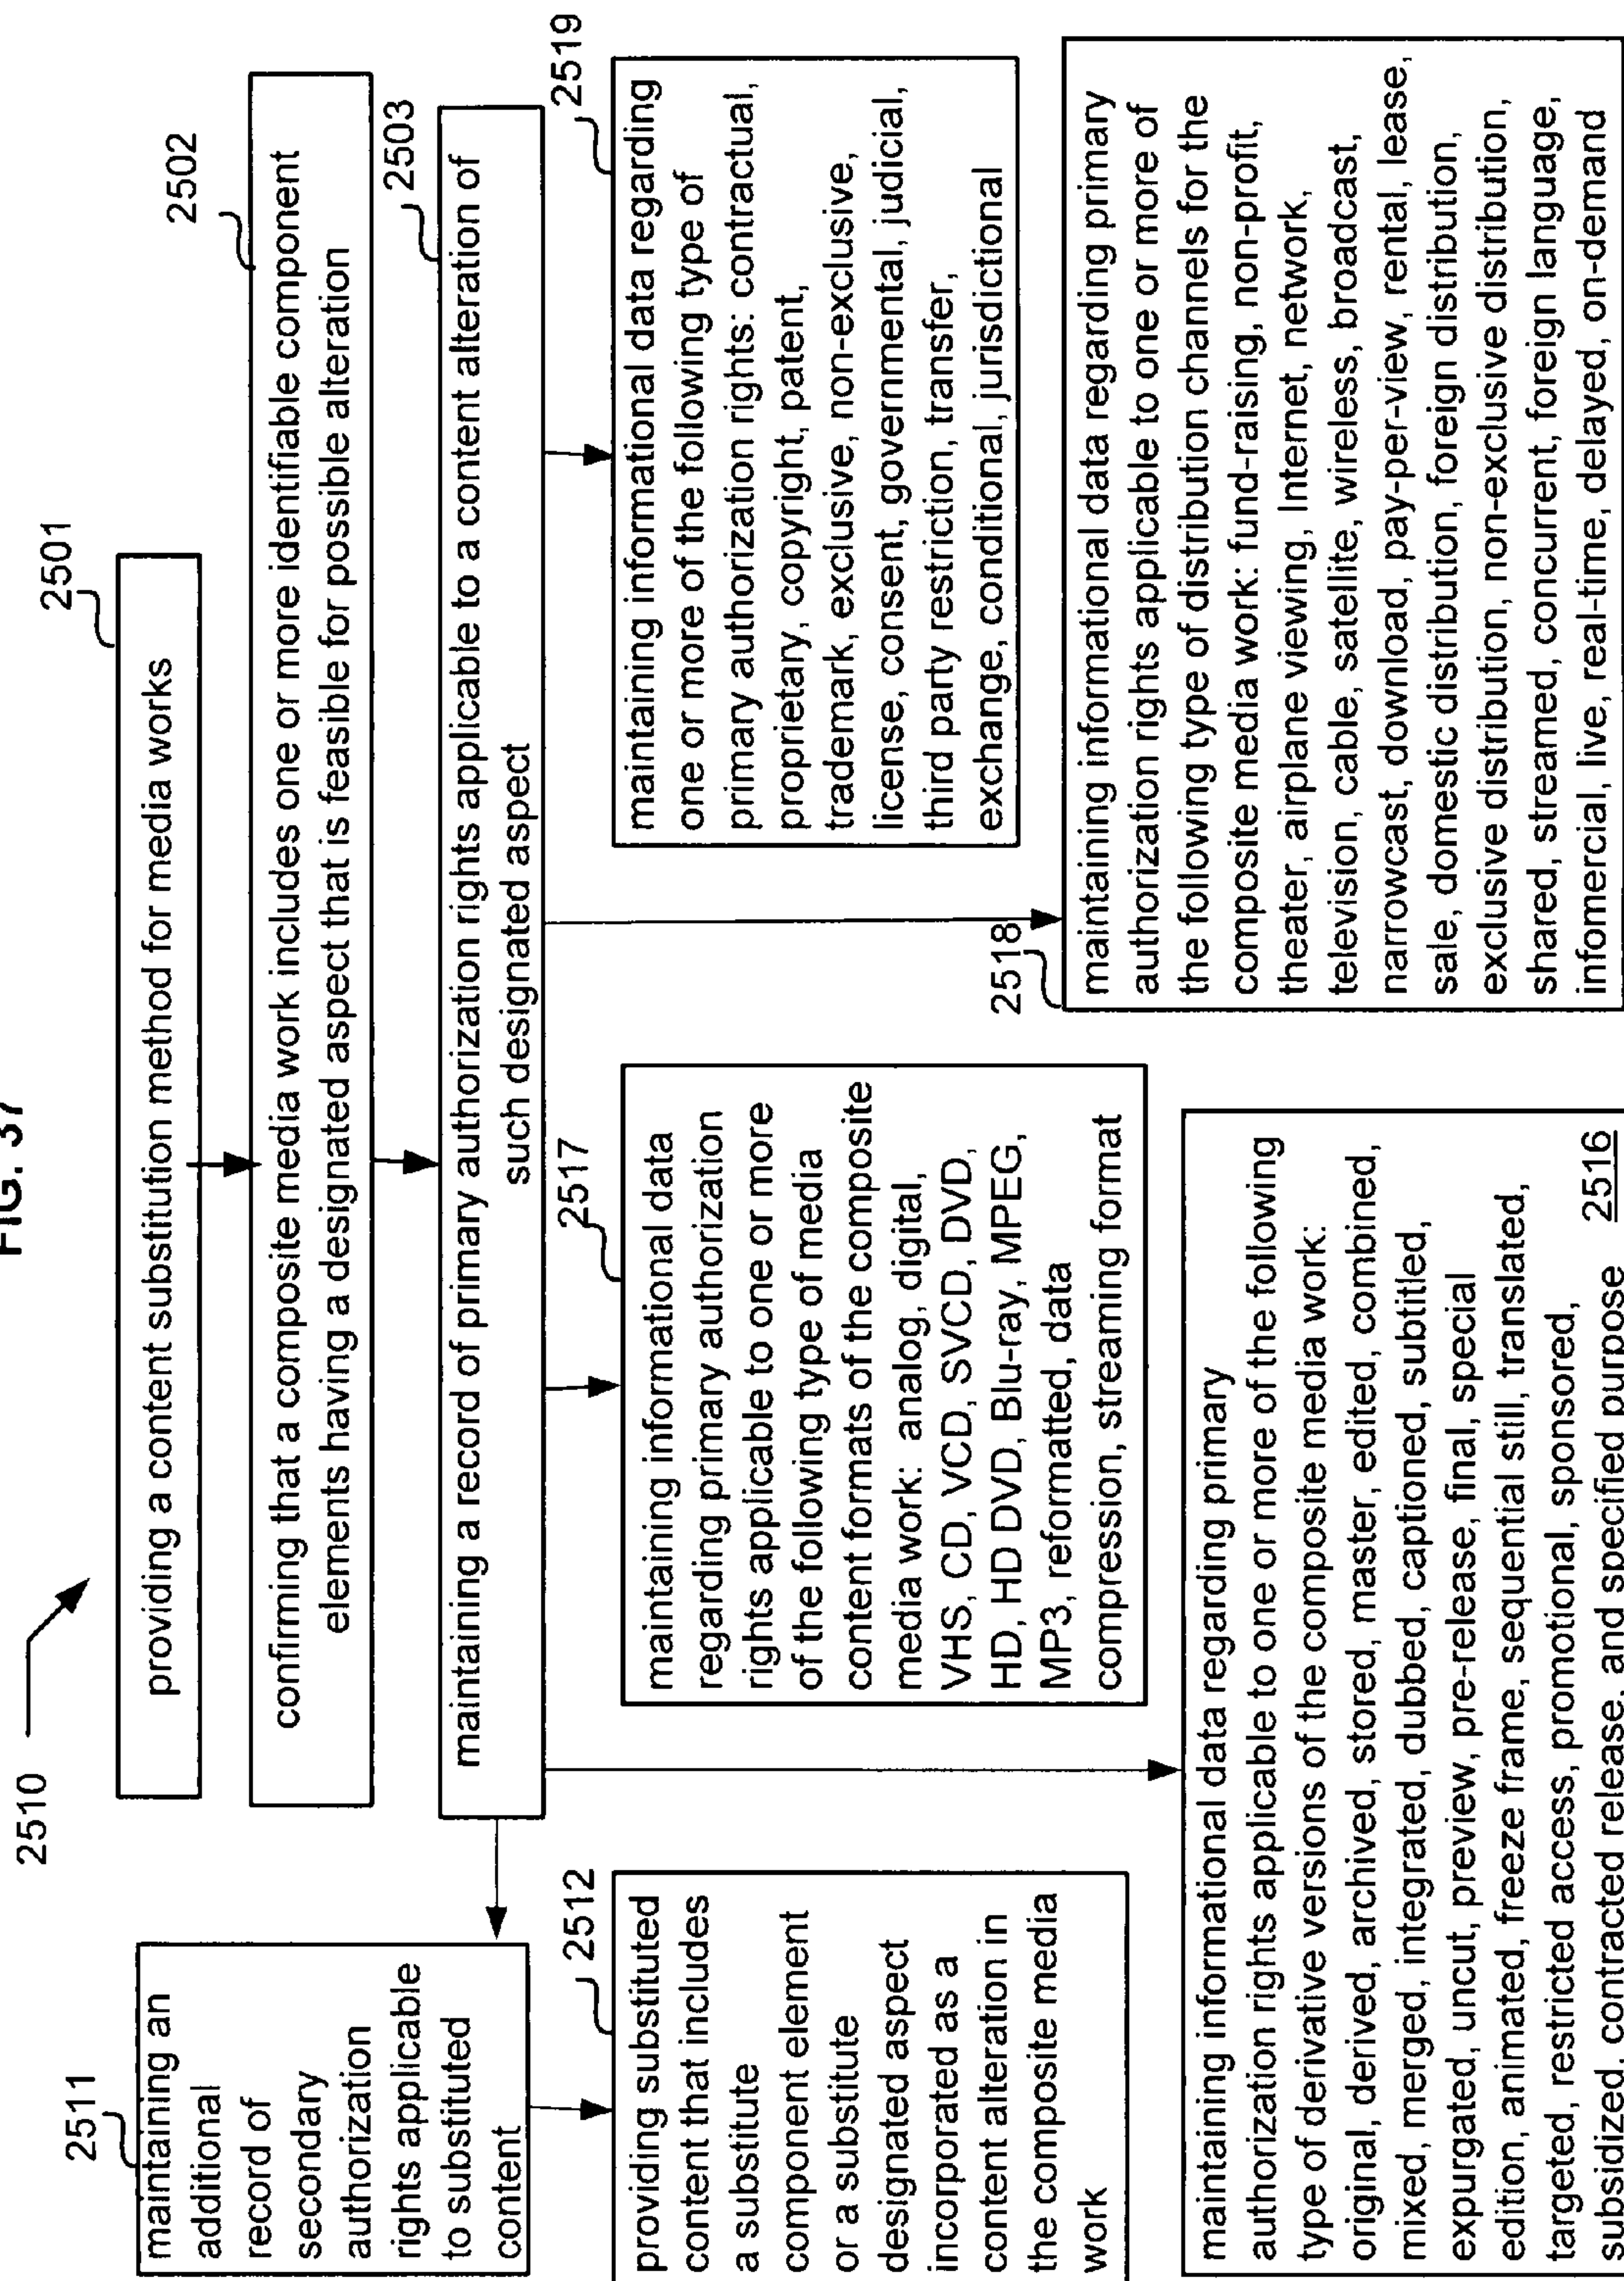 FIG. 37
2510
2501
providing a content substitution method for media works
2502
confirming that a composite media work includes one or more identifiable component
elements having a designated aspect that is feasible for possible alteration
2503
maintaining a record of primary authorization rights applicable to a content alteration of
such designated aspect
2511
maintaining an
additional
record of
secondary
authorization
rights applicable
to substituted
content
2512
providing substituted
content that includes
a substitute
component element
or a substitute
designated aspect
incorporated as a
content alteration in
the composite media
work
2517
maintaining informational data
regarding primary authorization
rights applicable to one or more
of the following type of media
content formats of the composite
media work: analog, digital,
VHS, CD, VCD, SVCD, DVD,
HD, HD DVD, Blu-ray, MPEG,
MP3, reformatted, data
compression, streaming format
2519
maintaining informational data regarding
one or more of the following type of
primary authorization rights: contractual,
proprietary, copyright, patent,
trademark, exclusive, non-exclusive,
license, consent, governmental, judicial,
third party restriction, transfer,
exchange, conditional, jurisdictional
maintaining informational data regarding primary
authorization rights applicable to one or more of the following
type of derivative versions of the composite media work:
original, derived, archived, stored, master, edited, combined,
mixed, merged, integrated, dubbed, captioned, subtitled,
expurgated, uncut, preview, pre-release, final, special
edition, animated, freeze frame, sequential still, translated,
targeted, restricted access, promotional, sponsored,
subsidized, contracted release, and specified purpose
2516
2518
maintaining informational data regarding primary
authorization rights applicable to one or more of
the following type of distribution channels for the
composite media work: fund-raising, non-profit,
theater, airplane viewing, Internet, network,
television, cable, satellite, wireless, broadcast,
narrowcast, download, pay-per-view, rental, lease,
sale, domestic distribution, foreign distribution,
exclusive distribution, non-exclusive distribution,
shared, streamed, concurrent, foreign language,
infomercial, live, real-time, delayed, on-demand